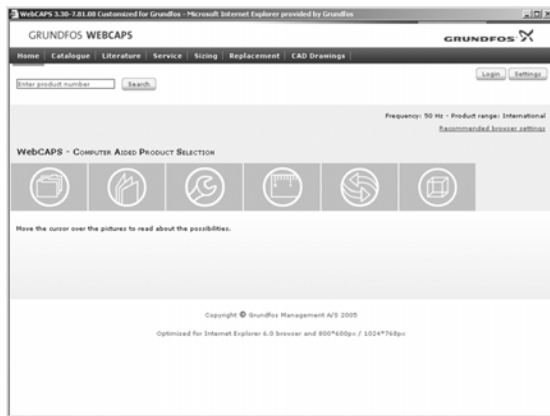 WebCAPS 3.30-7.81.08 Customized for Grundfos - Microsoft Internet Explorer provided by Grundfos
GRUNDFOS WEBCAPS
GRUNDFOS
Home Catalogue Literature Service Sizing Replacement CAD Drawings
Enter product number Search Login Settings
Frequency: 50 Hz - Product range: International
Recommended browser settings
WebCAPS - Computer Aided Product Selection
Move the cursor over the pictures to read about the possibilities.
Copyright © Grundfos Management A/S 2005
Optimized for Internet Explorer 6.0 browser and 800*600px / 1024*768px